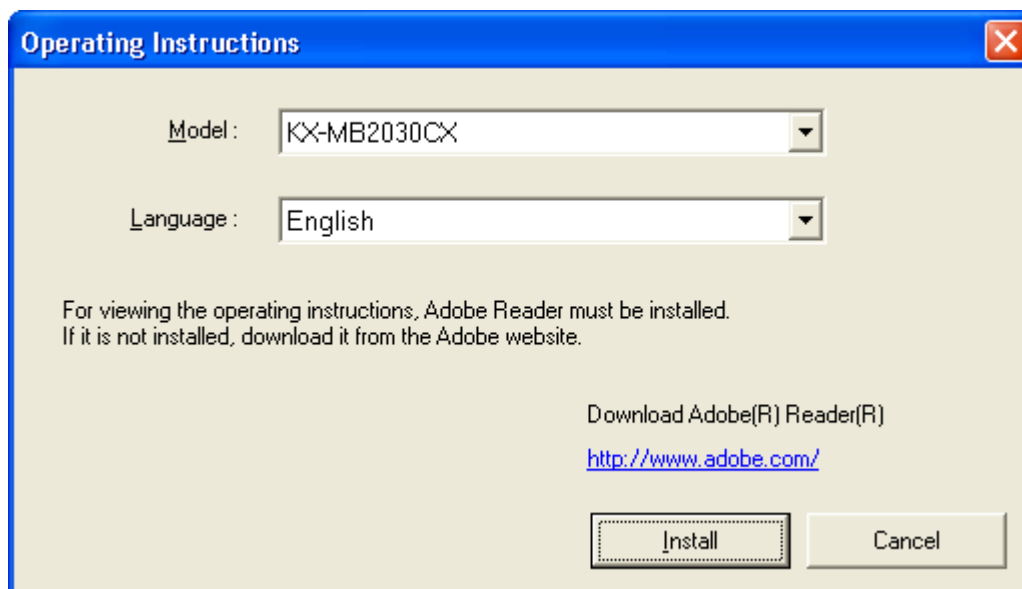 Operating Instructions
Model :
KX-MB2030CX
Language :
English
For viewing the operating instructions, Adobe Reader must be installed.
If it is not installed, download it from the Adobe website.
Download Adobe(R) Reader(R)
http://www.adobe.com/
Install
Cancel